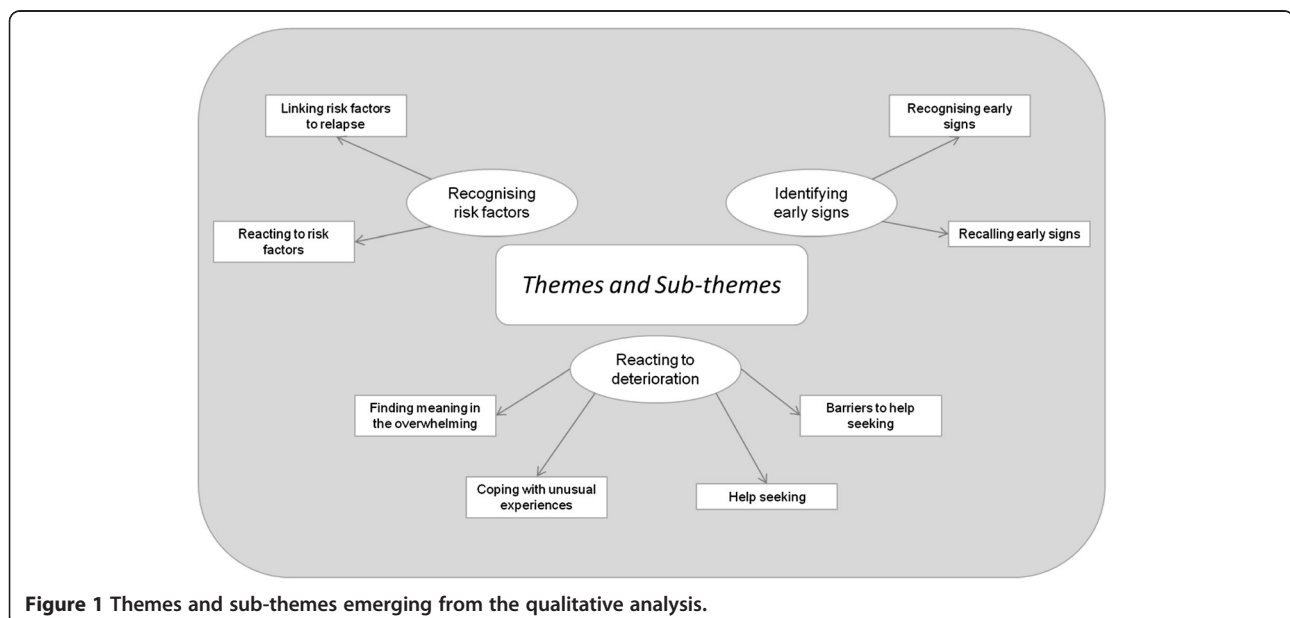 Linking risk factors
to relapse
Recognising early
signs
Recognising
risk factors
Identifying
early signs
Reacting to risk
factors
Recalling early signs
Themes and Sub-themes
Reacting to
deterioration
Finding meaning in
the overwhelming
Barriers to help
seeking
Coping with unusual
experiences
Help seeking
Figure 1 Themes and sub-themes emerging from the qualitative analysis.